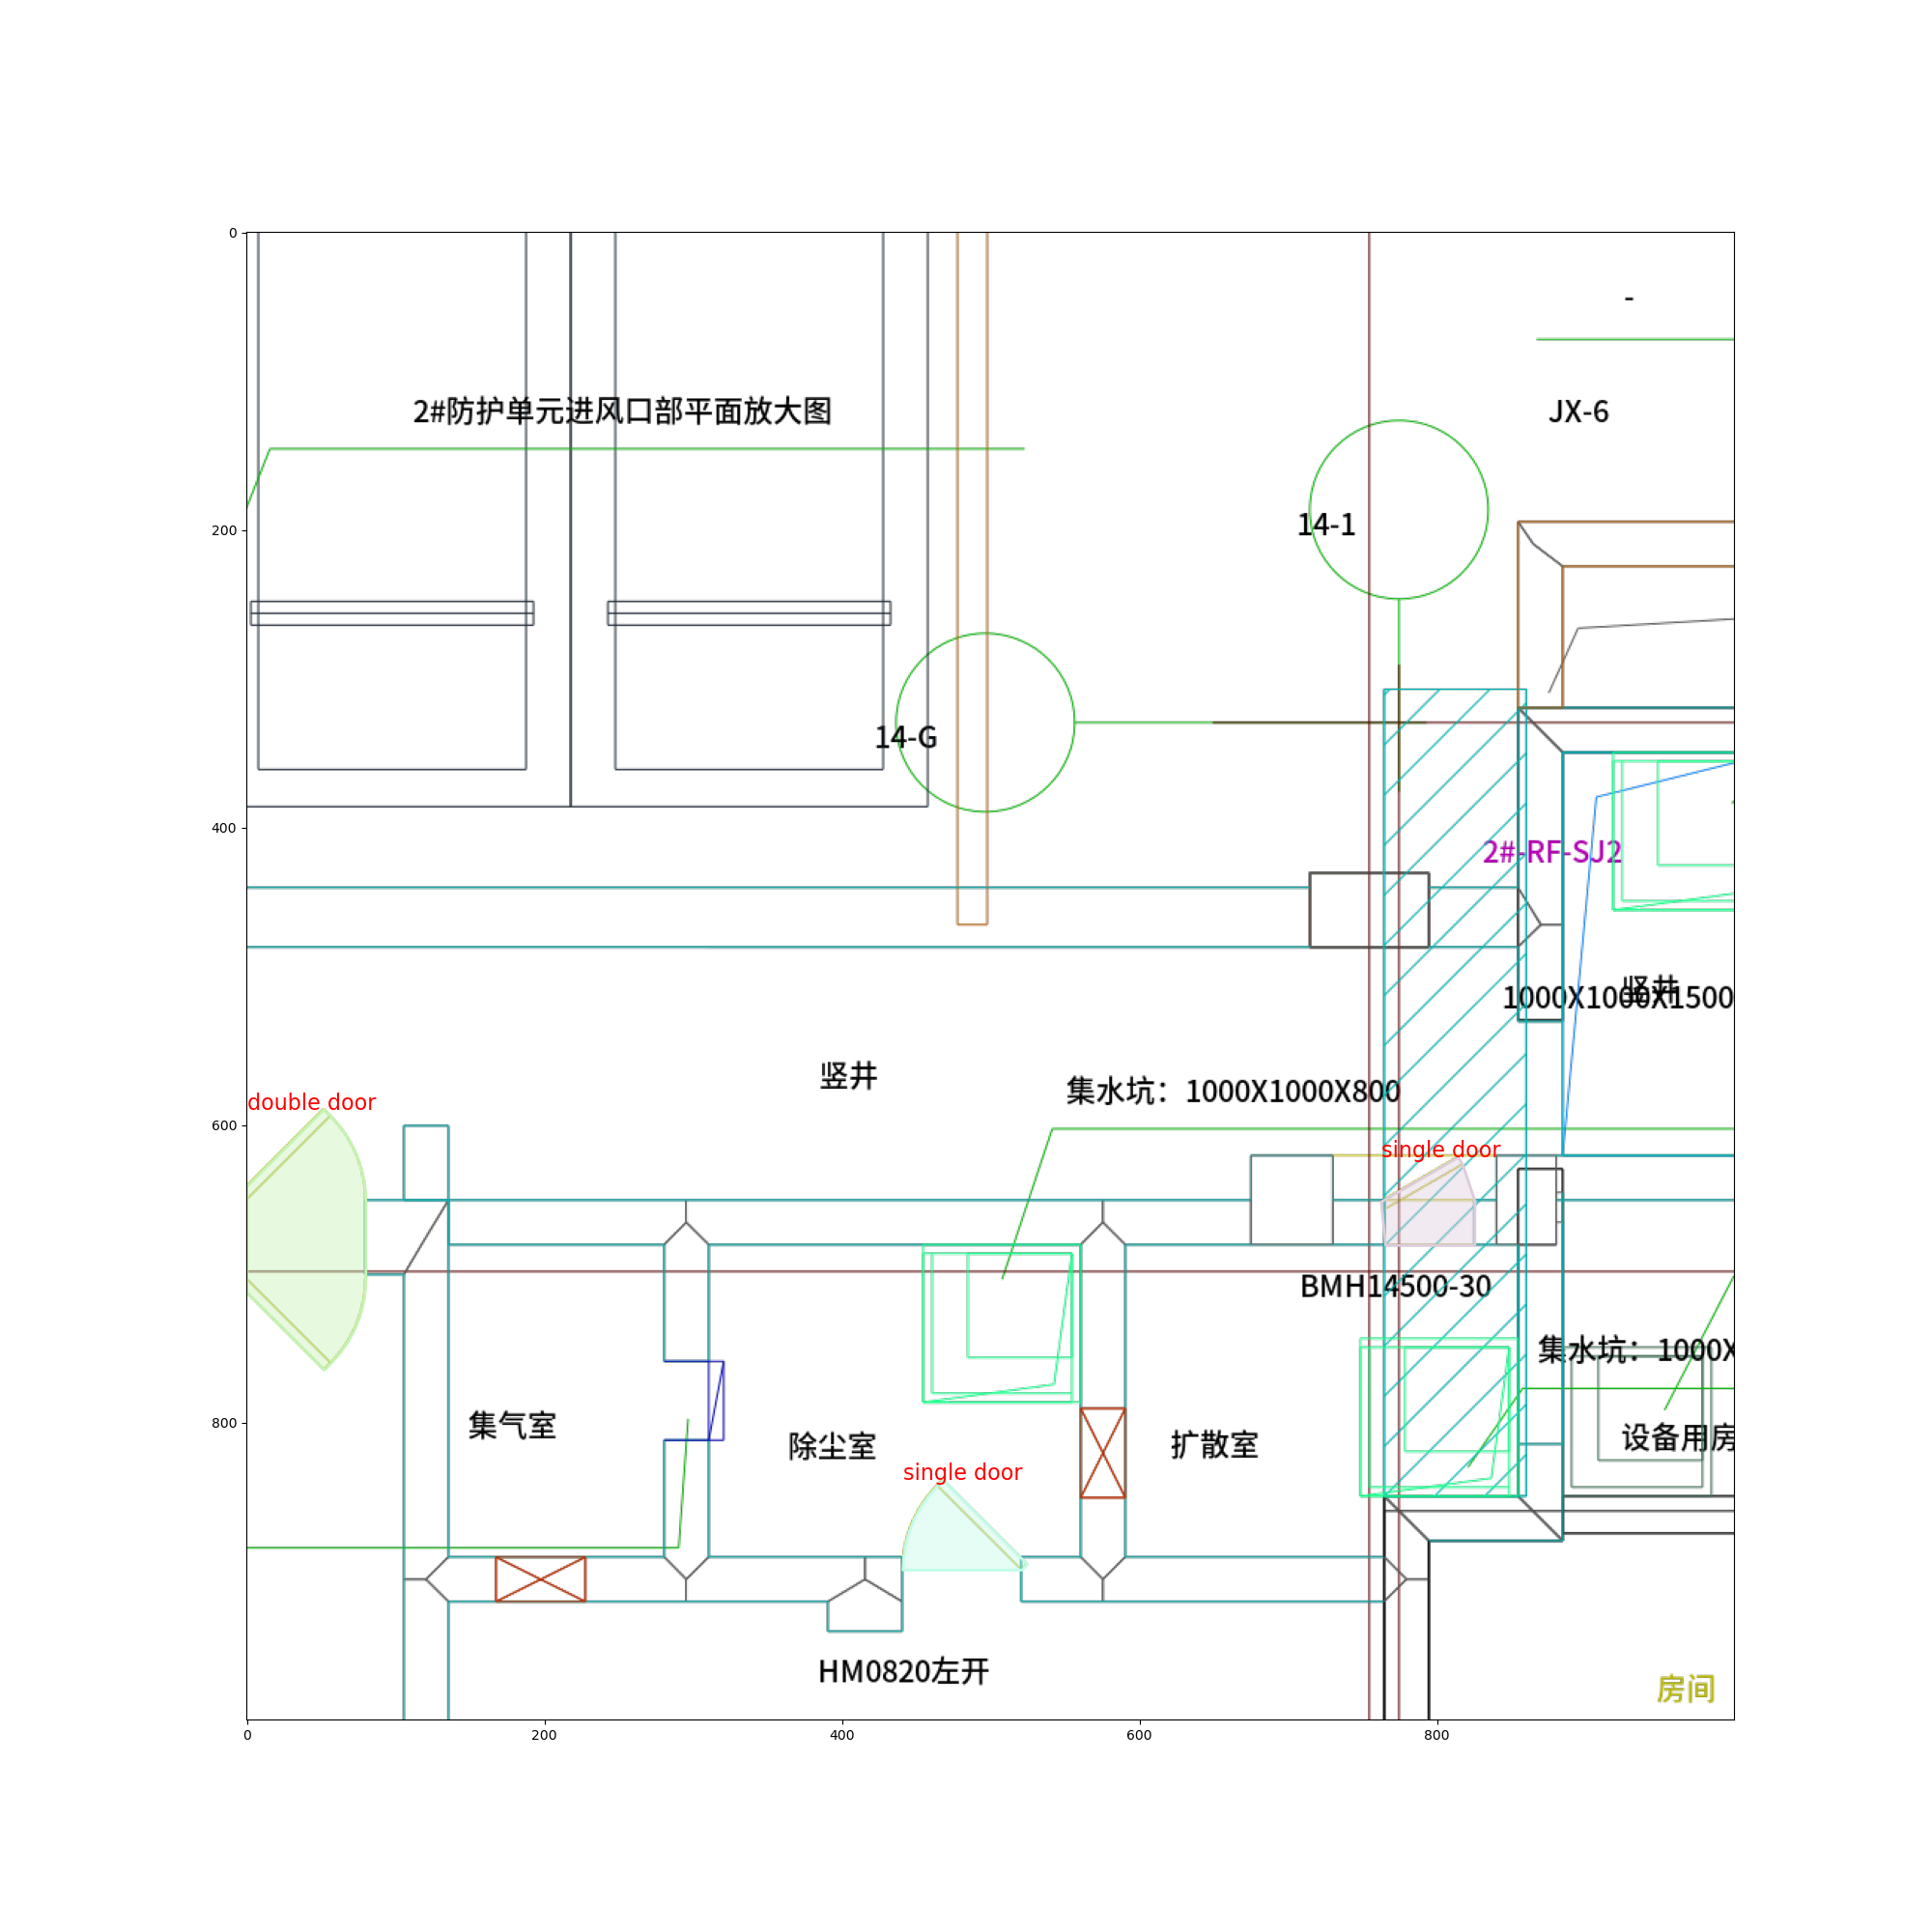 0
-
2#防护单元进风口部平面放大图
JX-6
14-1
200
14-G
400
2#-RF-SJ2
竖井
1000X1000X1500
竖井
集水坑：1000X1000X800
double door
600
single door
BMH14500-30
集水坑：1000X
800
集气室
除尘室
扩散室
设备用房
single door
HM0820左开
房间
0
200
400
600
800